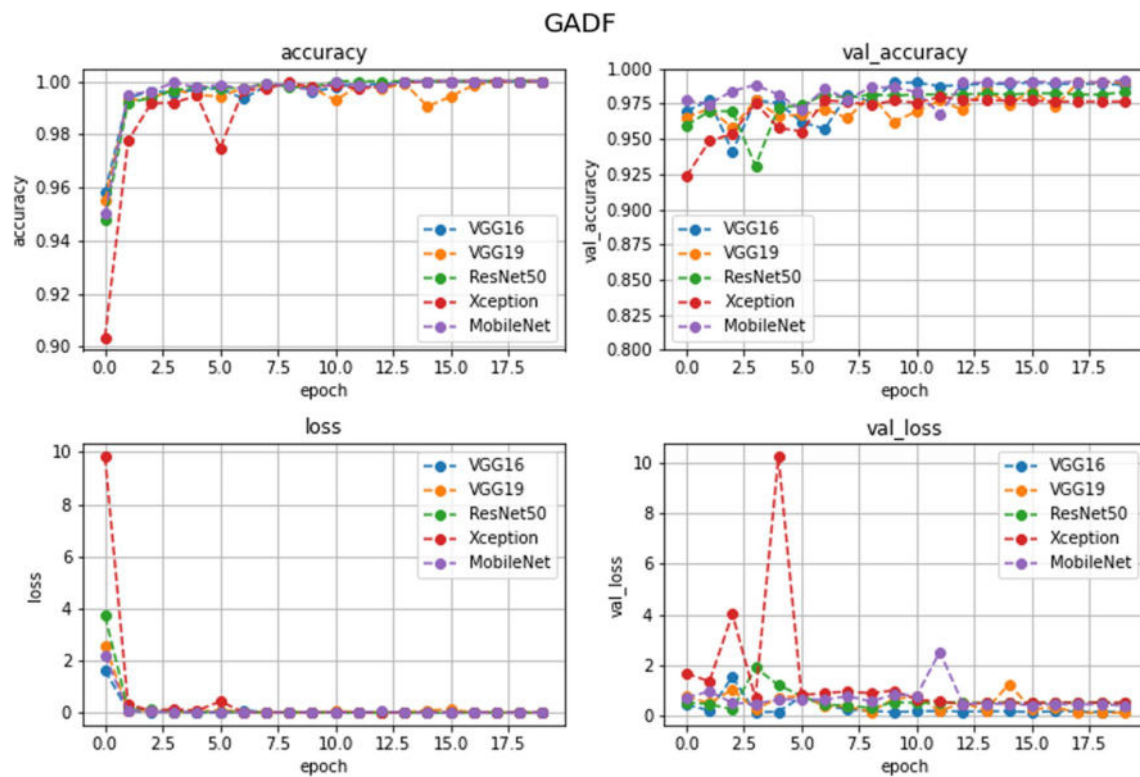 GADF
accuracy
1.00
0.98
0.96
0.94
0.92
0.90
accuracy
VGG16
VGG19
ResNet50
Xception
MobileNet
0.0 2.5 5.0 7.5 10.0 12.5 15.0 17.5
epoch
val_accuracy
1.000
0.975
0.950
0.925
0.900
0.875
0.850
0.825
0.800
val_accuracy
VGG16
VGG19
ResNet50
Xception
MobileNet
0.0 2.5 5.0 7.5 10.0 12.5 15.0 17.5
epoch
loss
10
8
6
4
2
0
loss
VGG16
VGG19
ResNet50
Xception
MobileNet
0.0 2.5 5.0 7.5 10.0 12.5 15.0 17.5
epoch
val_loss
10
8
6
4
2
0
val_loss
VGG16
VGG19
ResNet50
Xception
MobileNet
0.0 2.5 5.0 7.5 10.0 12.5 15.0 17.5
epoch